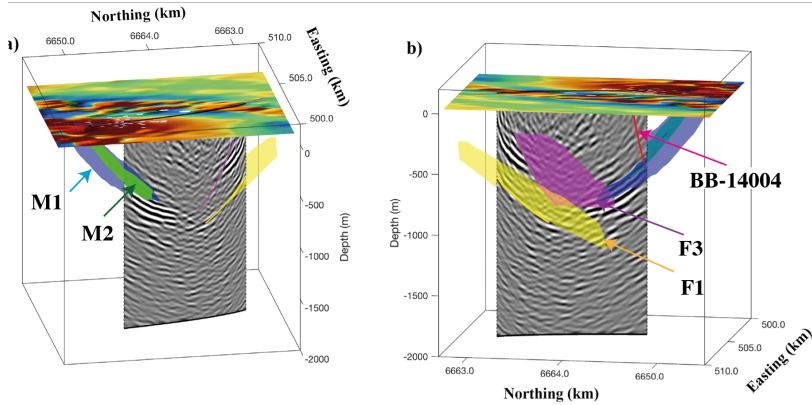 Northing (km)
6650.0
6664.0
6663.0
510.0
505.0
500.0
Easting (km)
a)
0
-500
-1000
-1500
-2000
Depth (m)
M1
M2
b)
0
-500
-1000
-1500
-2000
Depth (m)
BB-14004
F3
F1
6663.0
6664.0
6650.0
Northing (km)
500.0
505.0
510.0
Easting (km)